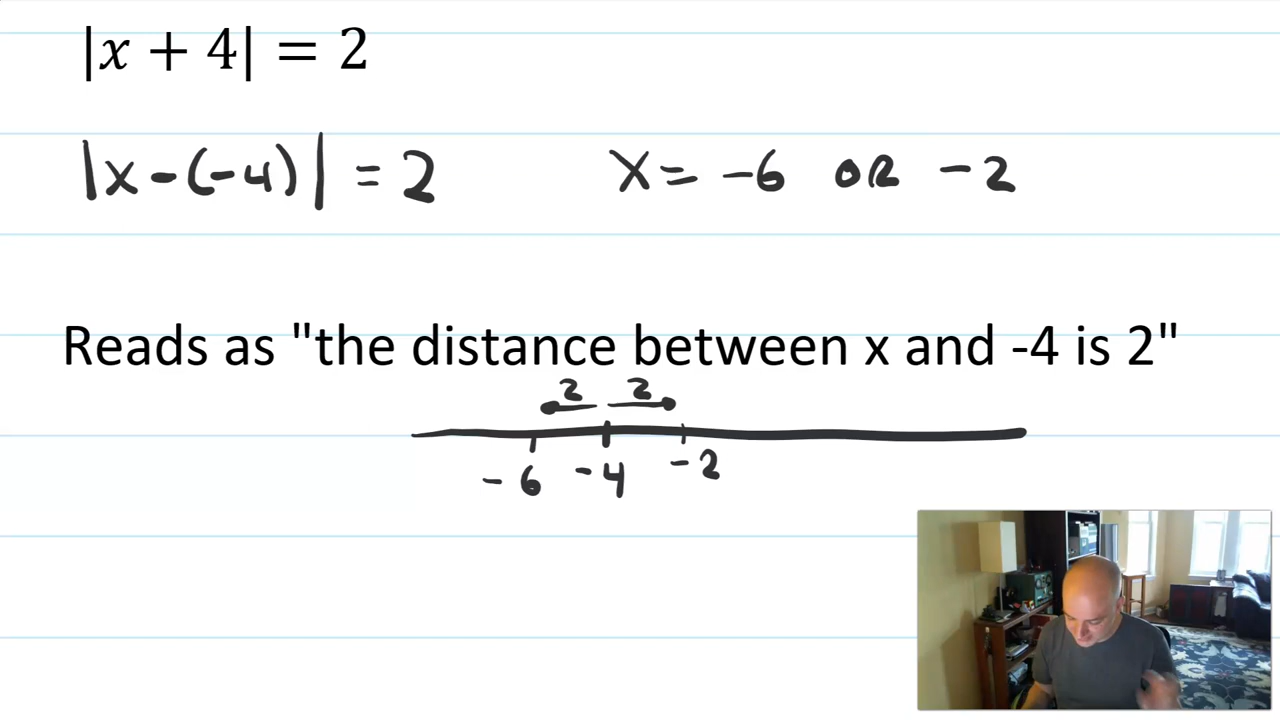 |x + 4| = 2
|x-(-4)| = 2 x= -6 OR -2
Reads as "the distance between x and -4 is 2"
2 2
-6 -4 -2